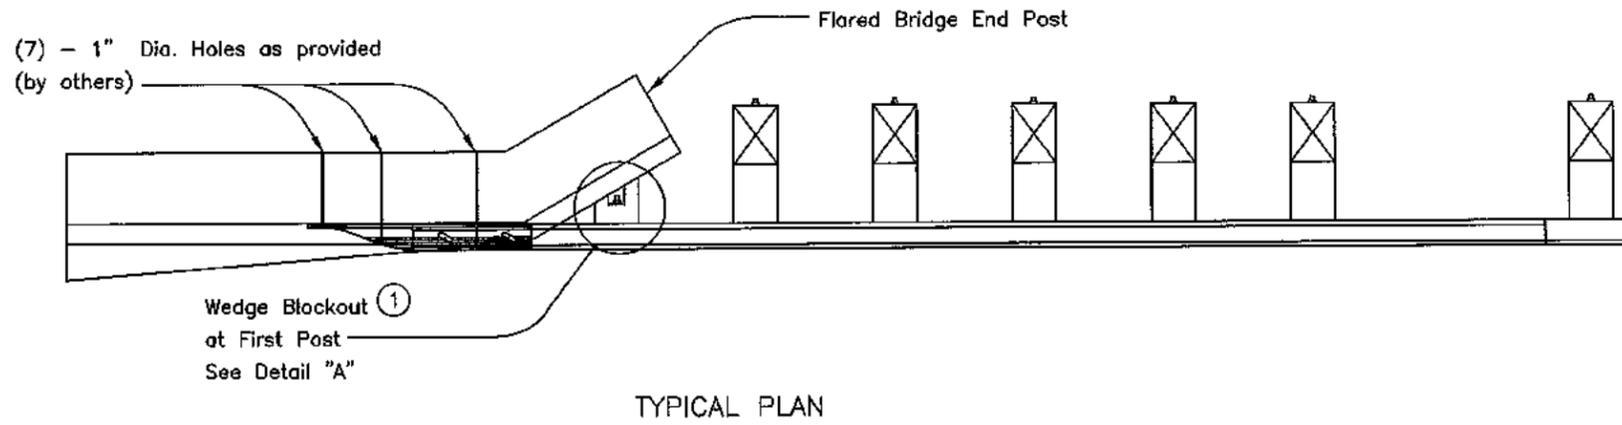 Flared Bridge End Post
(7) – 1" Dia. Holes as provided
(by others)
Wedge Blockout 1
at First Post
See Detail "A"
TYPICAL PLAN